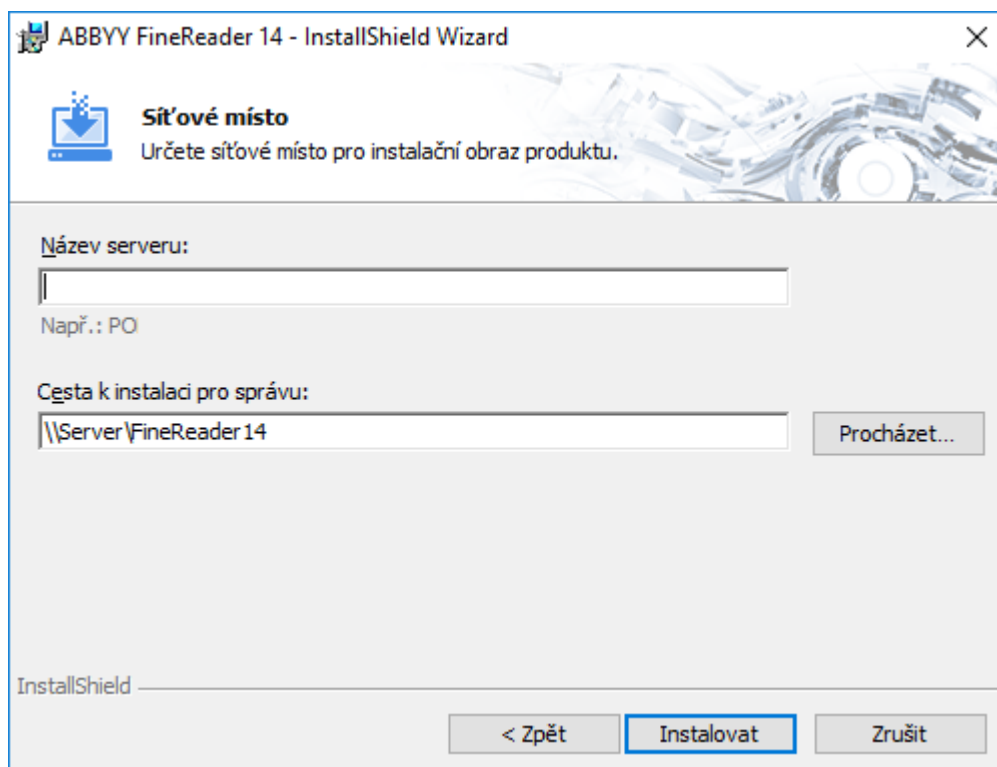 ABBYY FineReader 14 - InstallShield Wizard
Síťové místo
Určete síťové místo pro instalační obraz produktu.
Název serveru:
Např.: PO
Cesta k instalaci pro správu:
\\Server\FineReader14
Procházet...
InstallShield
< Zpět
Instalovat
Zrušit